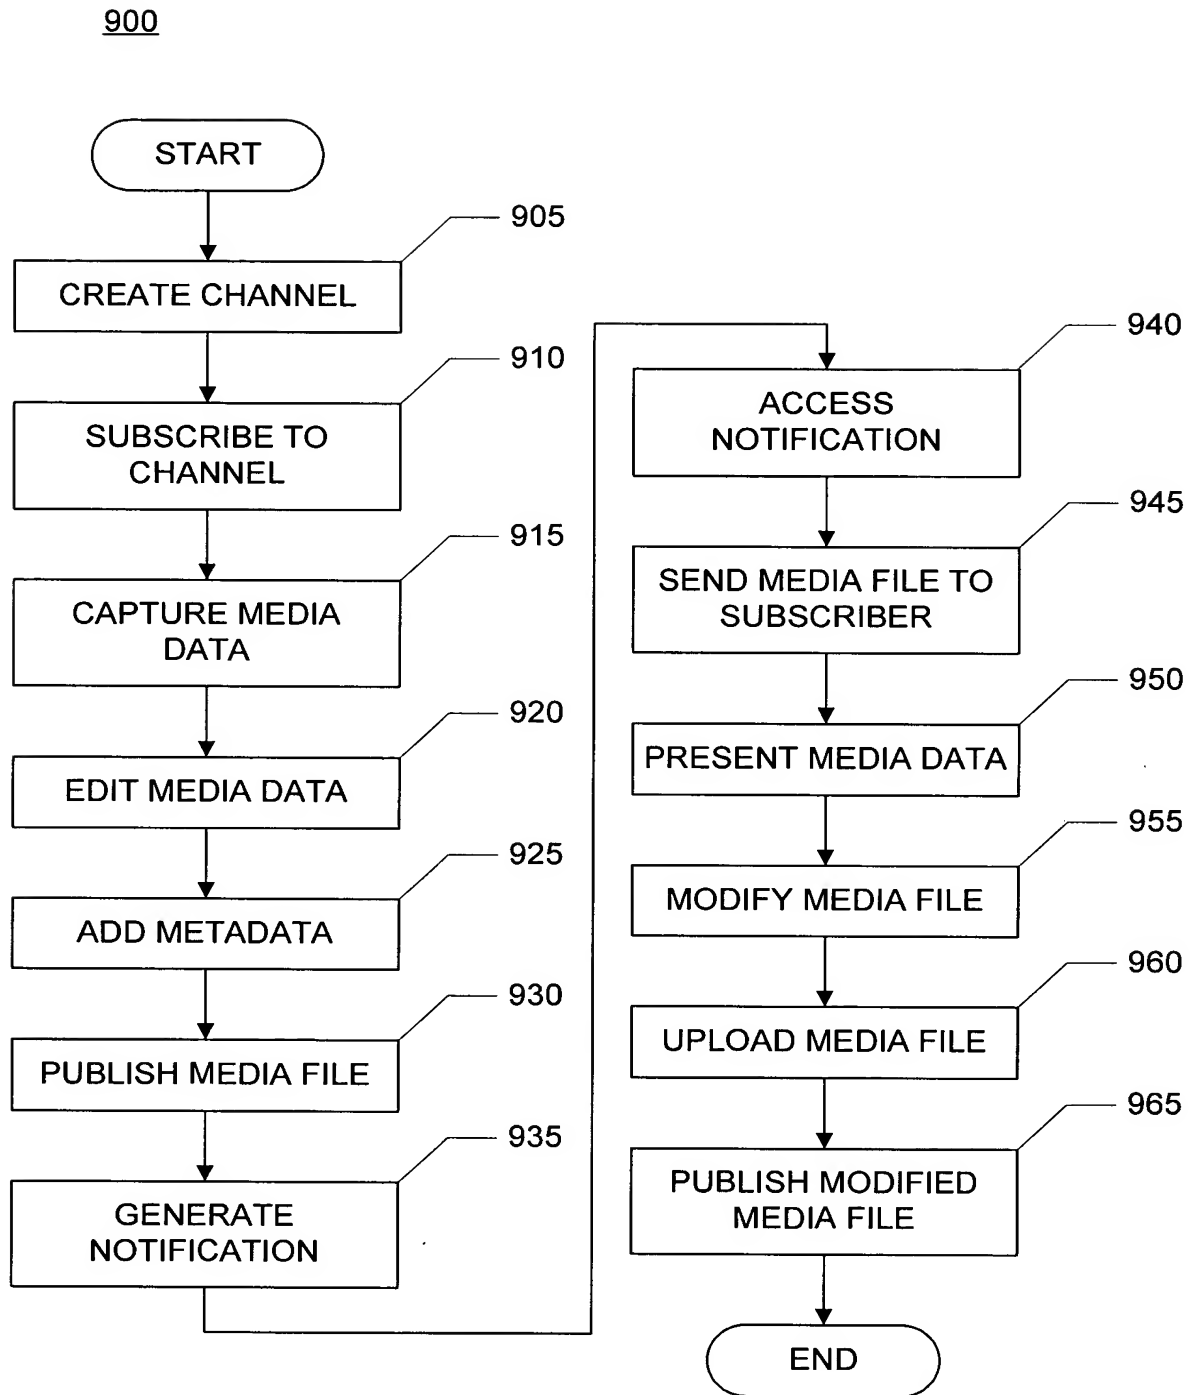 900
START
905
CREATE CHANNEL
910
SUBSCRIBE TO
CHANNEL
915
CAPTURE MEDIA
DATA
920
EDIT MEDIA DATA
925
ADD METADATA
930
PUBLISH MEDIA FILE
935
GENERATE
NOTIFICATION
940
ACCESS
NOTIFICATION
945
SEND MEDIA FILE TO
SUBSCRIBER
950
PRESENT MEDIA DATA
955
MODIFY MEDIA FILE
960
UPLOAD MEDIA FILE
965
PUBLISH MODIFIED
MEDIA FILE
END